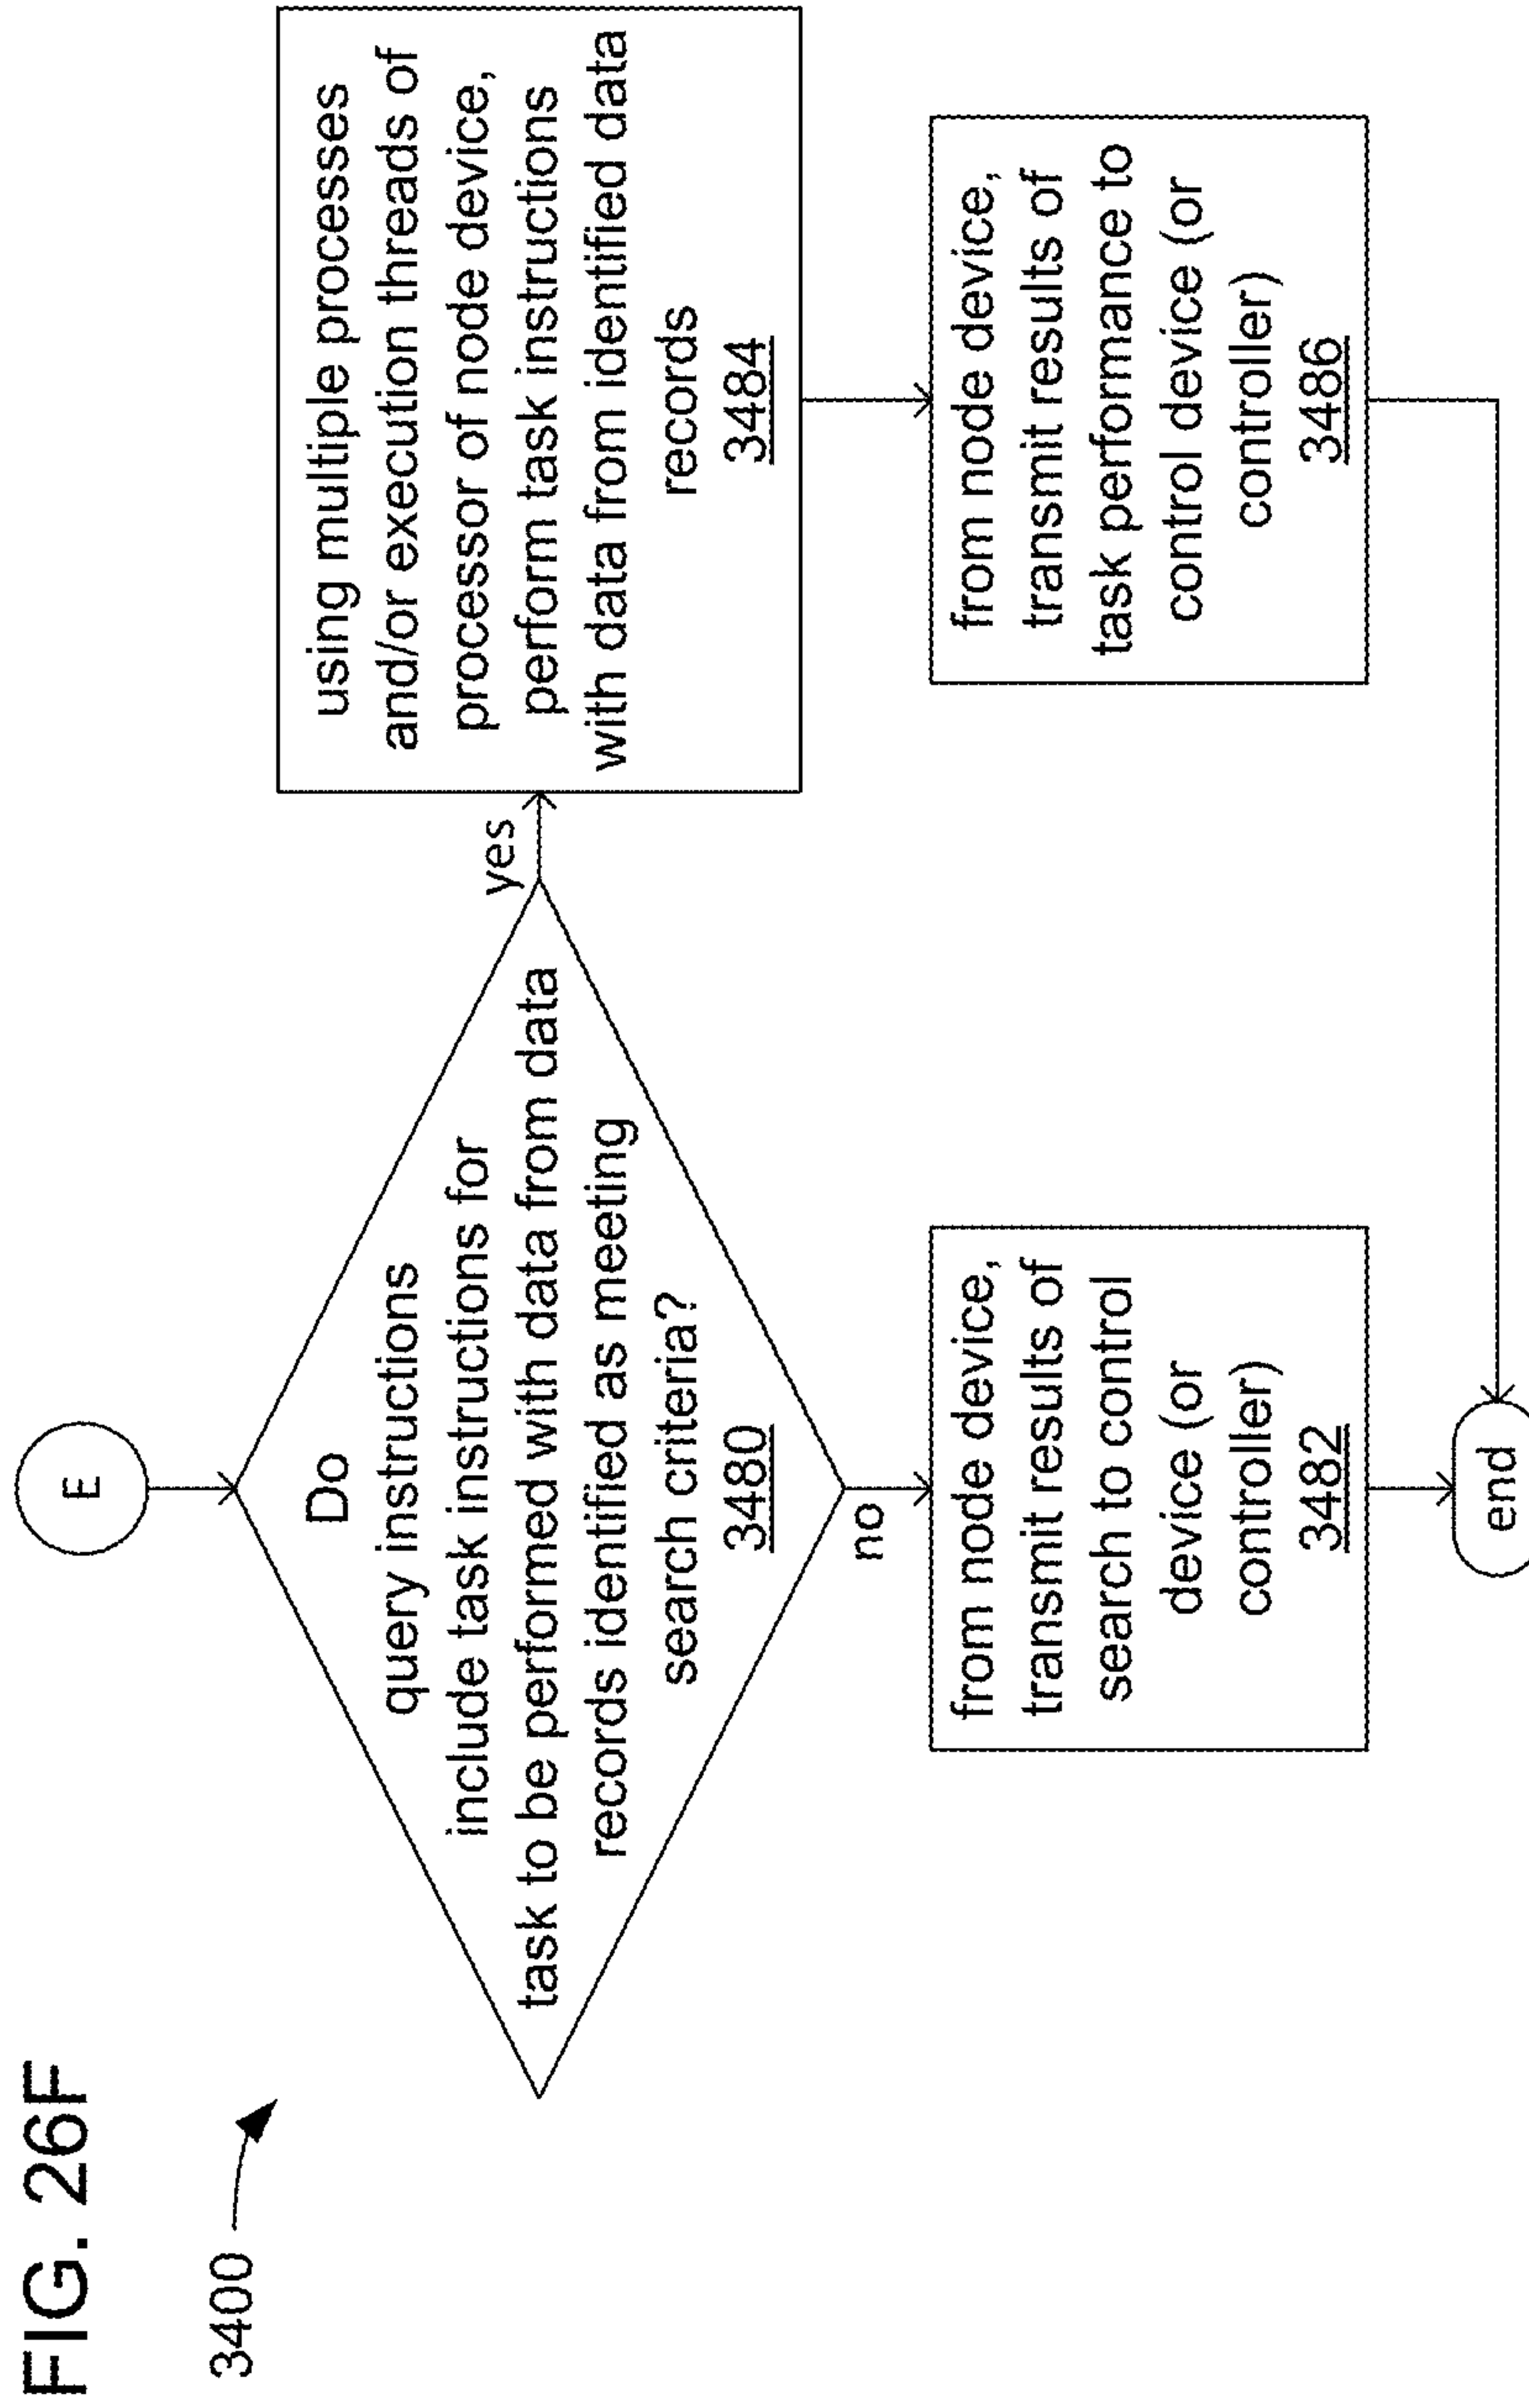 FIG. 26F
3400
E
Do
query instructions
include task instructions for
task to be performed with data from data
records identified as meeting
search criteria?
3480
yes
using multiple processes
and/or execution threads of
processor of node device,
perform task instructions
with data from identified data
records
3484
no
from node device,
transmit results of
search to control
device (or
controller)
3482
from node device,
transmit results of
task performance to
control device (or
controller)
3486
end